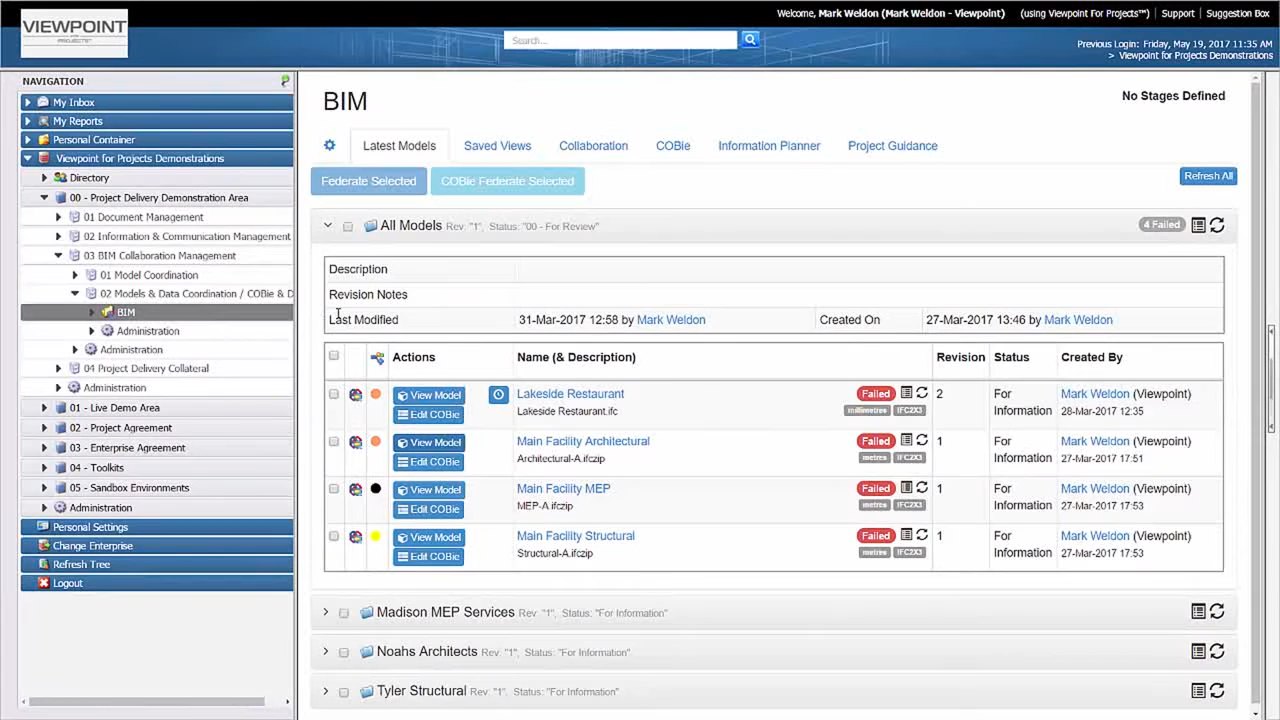 VIEWPOINT
FOR
PROJECTS™
Welcome, Mark Weldon (Mark Weldon - Viewpoint) (using Viewpoint For Projects™) | Support | Suggestion Box
Search...
Previous Login: Friday, May 19, 2017 11:35 AM
> Viewpoint for Projects Demonstrations
NAVIGATION
My Inbox
My Reports
Personal Container
Viewpoint for Projects Demonstrations
Directory
00 - Project Delivery Demonstration Area
01 Document Management
02 Information & Communication Management
03 BIM Collaboration Management
01 Model Coordination
02 Models & Data Coordination / COBie & D
BIM
Administration
Administration
04 Project Delivery Collateral
Administration
01 - Live Demo Area
02 - Project Agreement
03 - Enterprise Agreement
04 - Toolkits
05 - Sandbox Environments
Administration
Personal Settings
Change Enterprise
Refresh Tree
Logout
BIM
No Stages Defined
Latest Models Saved Views Collaboration COBie Information Planner Project Guidance
Federate Selected COBie Federate Selected Refresh All
All Models Rev: "1", Status: "00 - For Review" 4 Failed
Description
Revision Notes
Last Modified 31-Mar-2017 12:58 by Mark Weldon Created On 27-Mar-2017 13:46 by Mark Weldon
Actions Name (& Description) Revision Status Created By
View Model Lakeside Restaurant Failed 2 For Mark Weldon (Viewpoint)
Edit COBie Lakeside Restaurant.ifc millimetres IFC2X3 Information 28-Mar-2017 12:35
View Model Main Facility Architectural Failed 1 For Mark Weldon (Viewpoint)
Edit COBie Architectural-A.ifczip metres IFC2X3 Information 27-Mar-2017 17:51
View Model Main Facility MEP Failed 1 For Mark Weldon (Viewpoint)
Edit COBie MEP-A.ifczip metres IFC2X3 Information 27-Mar-2017 17:53
View Model Main Facility Structural Failed 1 For Mark Weldon (Viewpoint)
Edit COBie Structural-A.ifczip metres IFC2X3 Information 27-Mar-2017 17:53
Madison MEP Services Rev: "1", Status: "For Information"
Noahs Architects Rev: "1", Status: "For Information"
Tyler Structural Rev: "1", Status: "For Information"